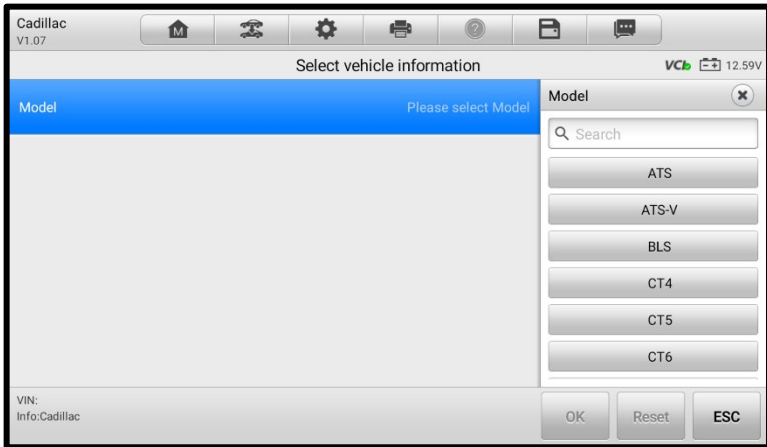 Cadillac
V1.07
M
Select vehicle information
VCI 12.59V
Model Please select Model
Model
Search
ATS
ATS-V
BLS
CT4
CT5
CT6
VIN:
Info:Cadillac
OK Reset ESC